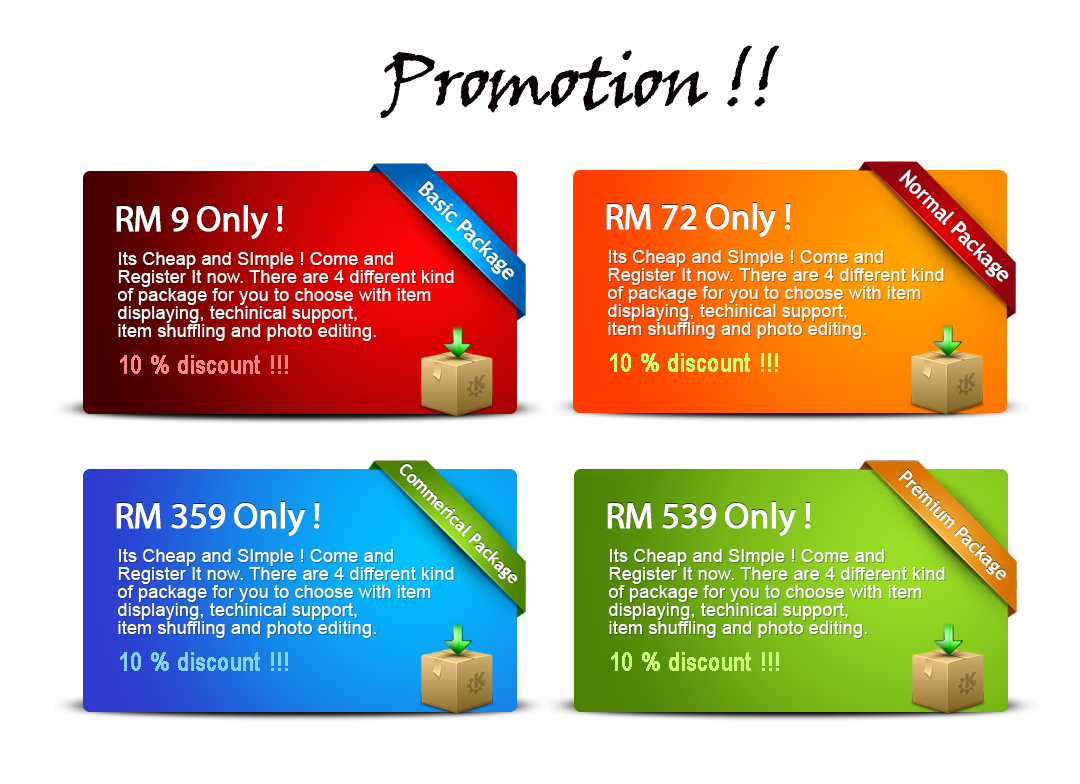 Promotion !!
Basic Package
RM 9 Only !
Its Cheap and SImple ! Come and
Register It now. There are 4 different kind
of package for you to choose with item
displaying, techinical support,
item shuffling and photo editing.
10 % discount !!!
Normal Package
RM 72 Only !
Its Cheap and SImple ! Come and
Register It now. There are 4 different kind
of package for you to choose with item
displaying, techinical support,
item shuffling and photo editing.
10 % discount !!!
Commerical Package
RM 359 Only !
Its Cheap and SImple ! Come and
Register It now. There are 4 different kind
of package for you to choose with item
displaying, techinical support,
item shuffling and photo editing.
10 % discount !!!
Premium Package
RM 539 Only !
Its Cheap and SImple ! Come and
Register It now. There are 4 different kind
of package for you to choose with item
displaying, techinical support,
item shuffling and photo editing.
10 % discount !!!